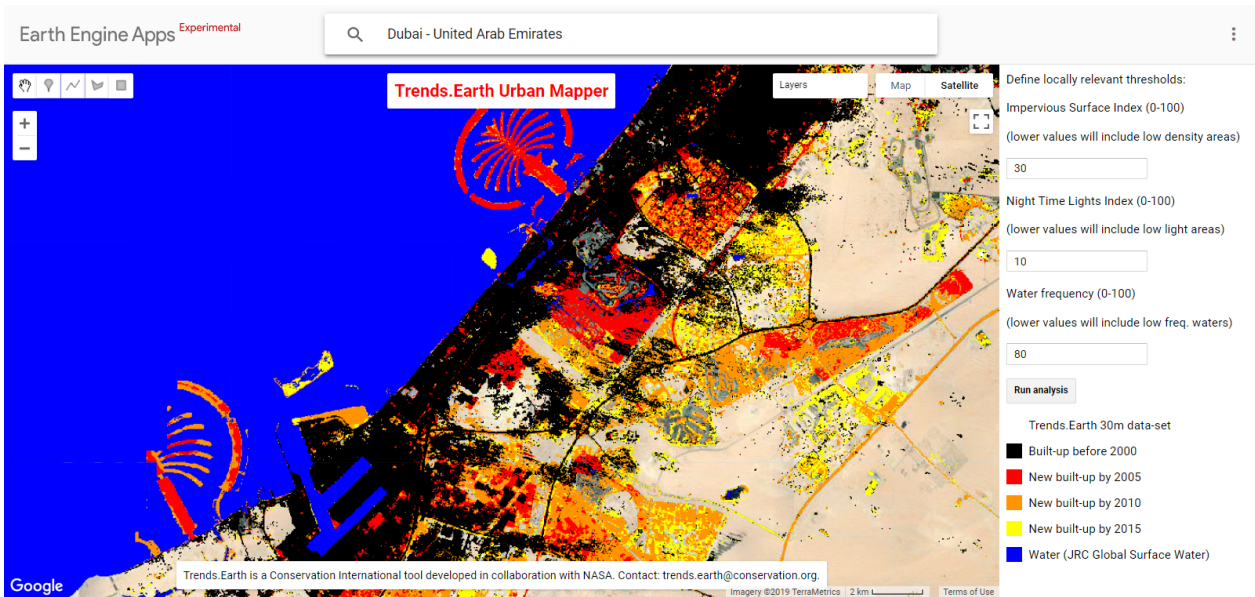 Earth Engine Apps Experimental
Dubai - United Arab Emirates
Trends.Earth Urban Mapper
Layers
Map
Satellite
+
−
Define locally relevant thresholds:
Impervious Surface Index (0-100)
(lower values will include low density areas)
30
Night Time Lights Index (0-100)
(lower values will include low light areas)
10
Water frequency (0-100)
(lower values will include low freq. waters)
80
Run analysis
Trends.Earth 30m data-set
Built-up before 2000
New built-up by 2005
New built-up by 2010
New built-up by 2015
Water (JRC Global Surface Water)
Trends.Earth is a Conservation International tool developed in collaboration with NASA. Contact: trends.earth@conservation.org.
Google
Imagery ©2019 TerraMetrics
2 km
Terms of Use